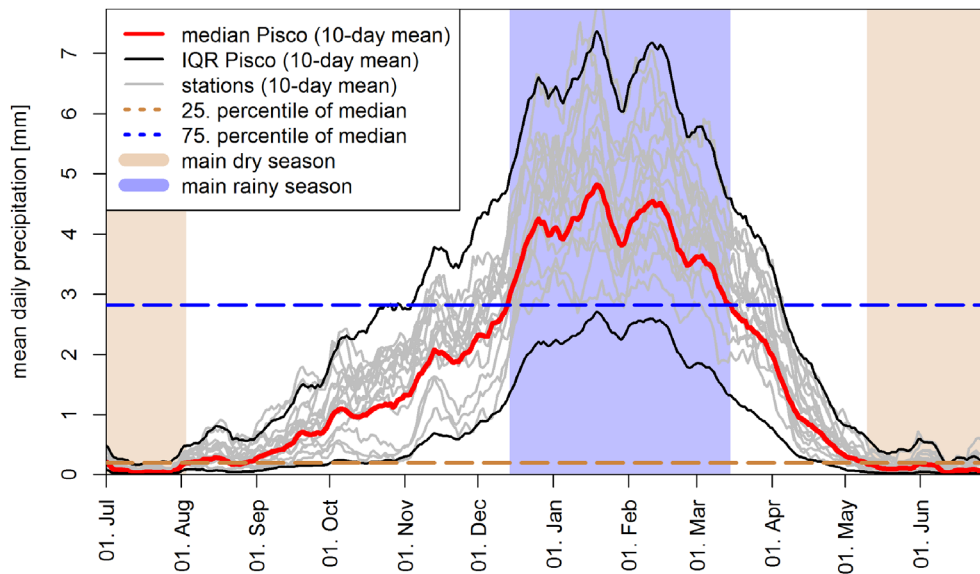 median Pisco (10-day mean)
IQR Pisco (10-day mean)
stations (10-day mean)
25. percentile of median
75. percentile of median
main dry season
main rainy season
mean daily precipitation [mm]
7
6
5
4
3
2
1
0
01. Jul
01. Aug
01. Sep
01. Oct
01. Nov
01. Dec
01. Jan
01. Feb
01. Mar
01. Apr
01. May
01. Jun